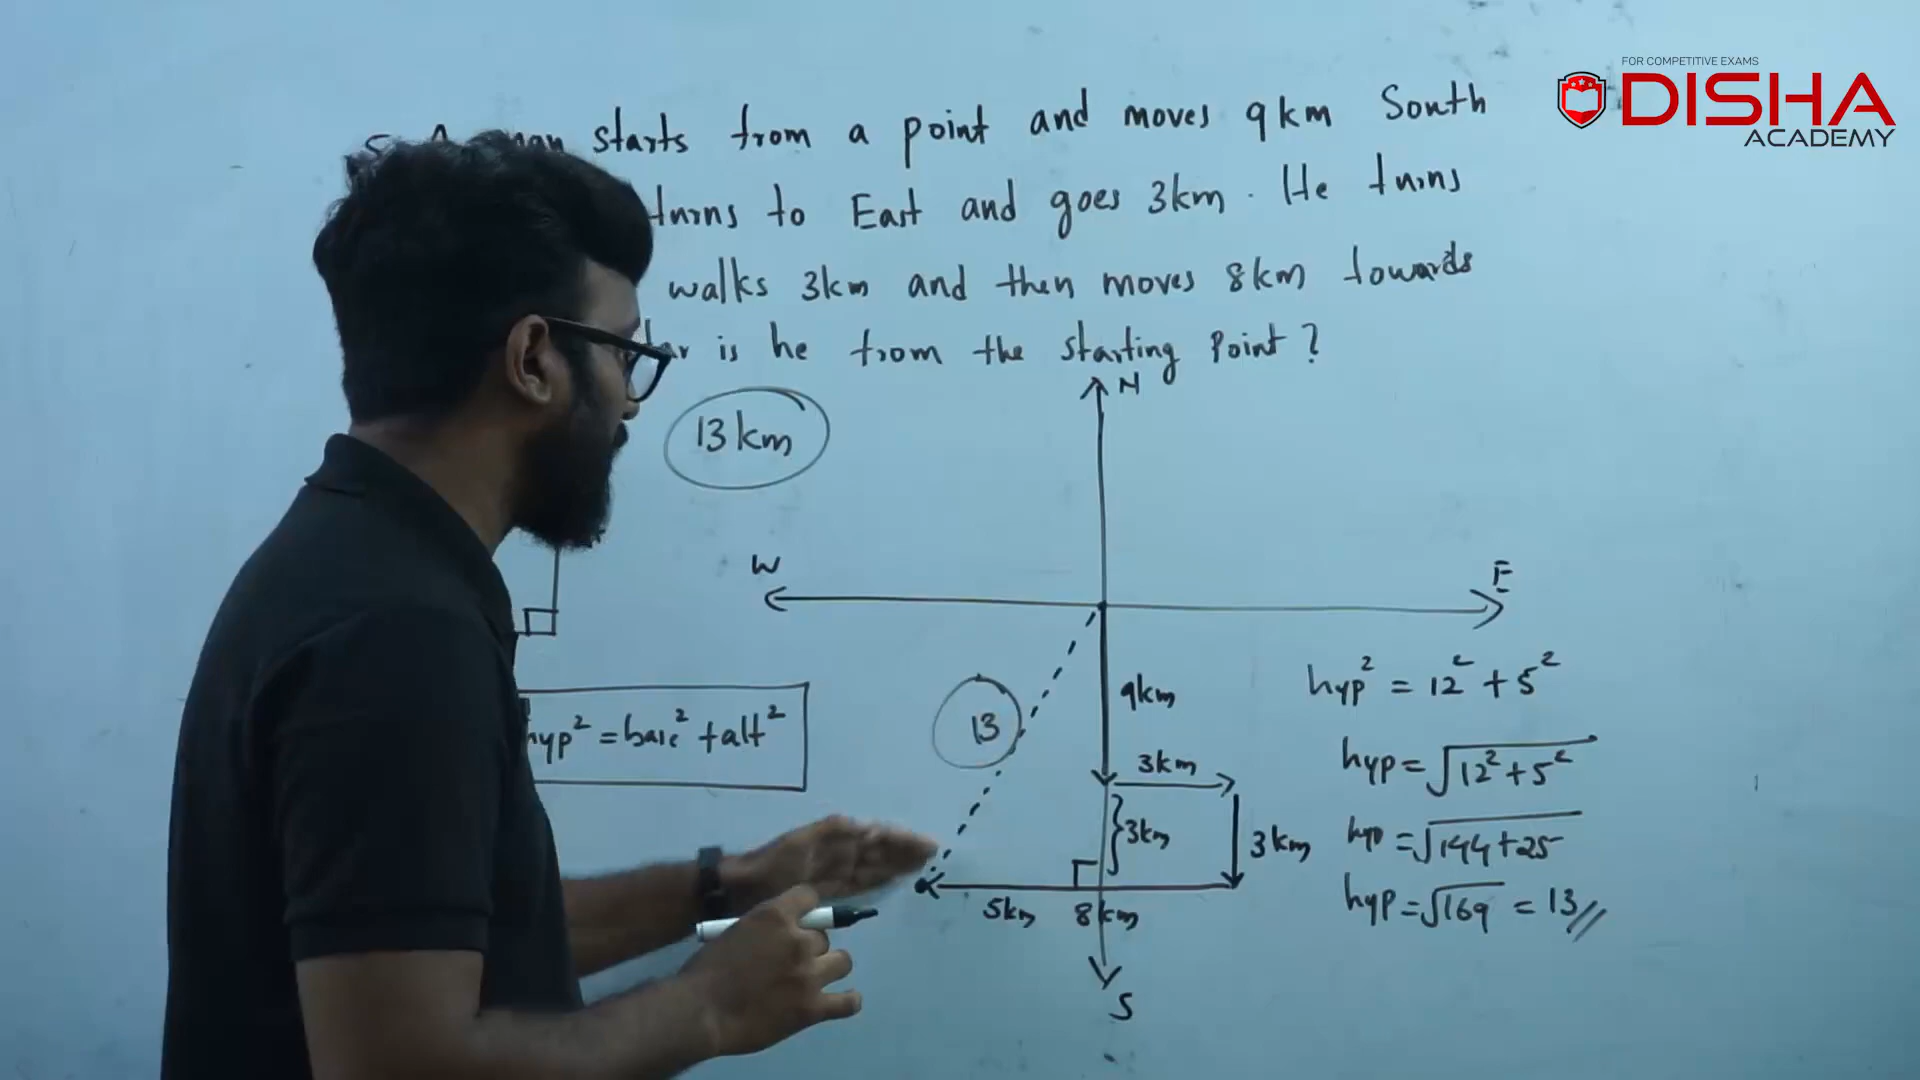 FOR COMPETITIVE EXAMS
DISHA
ACADEMY
5. A man starts from a point and moves 9km South
turns to East and goes 3km. He turns
walks 3km and then moves 8km towards
far is he from the starting Point?
13km
N
W
E
9km
3km
}3km
3km
13
5km 8km
S
hyp² = base² + alt²
hyp² = 12² + 5²
hyp = √12² + 5²
hyp = √144+25
hyp = √169 = 13//